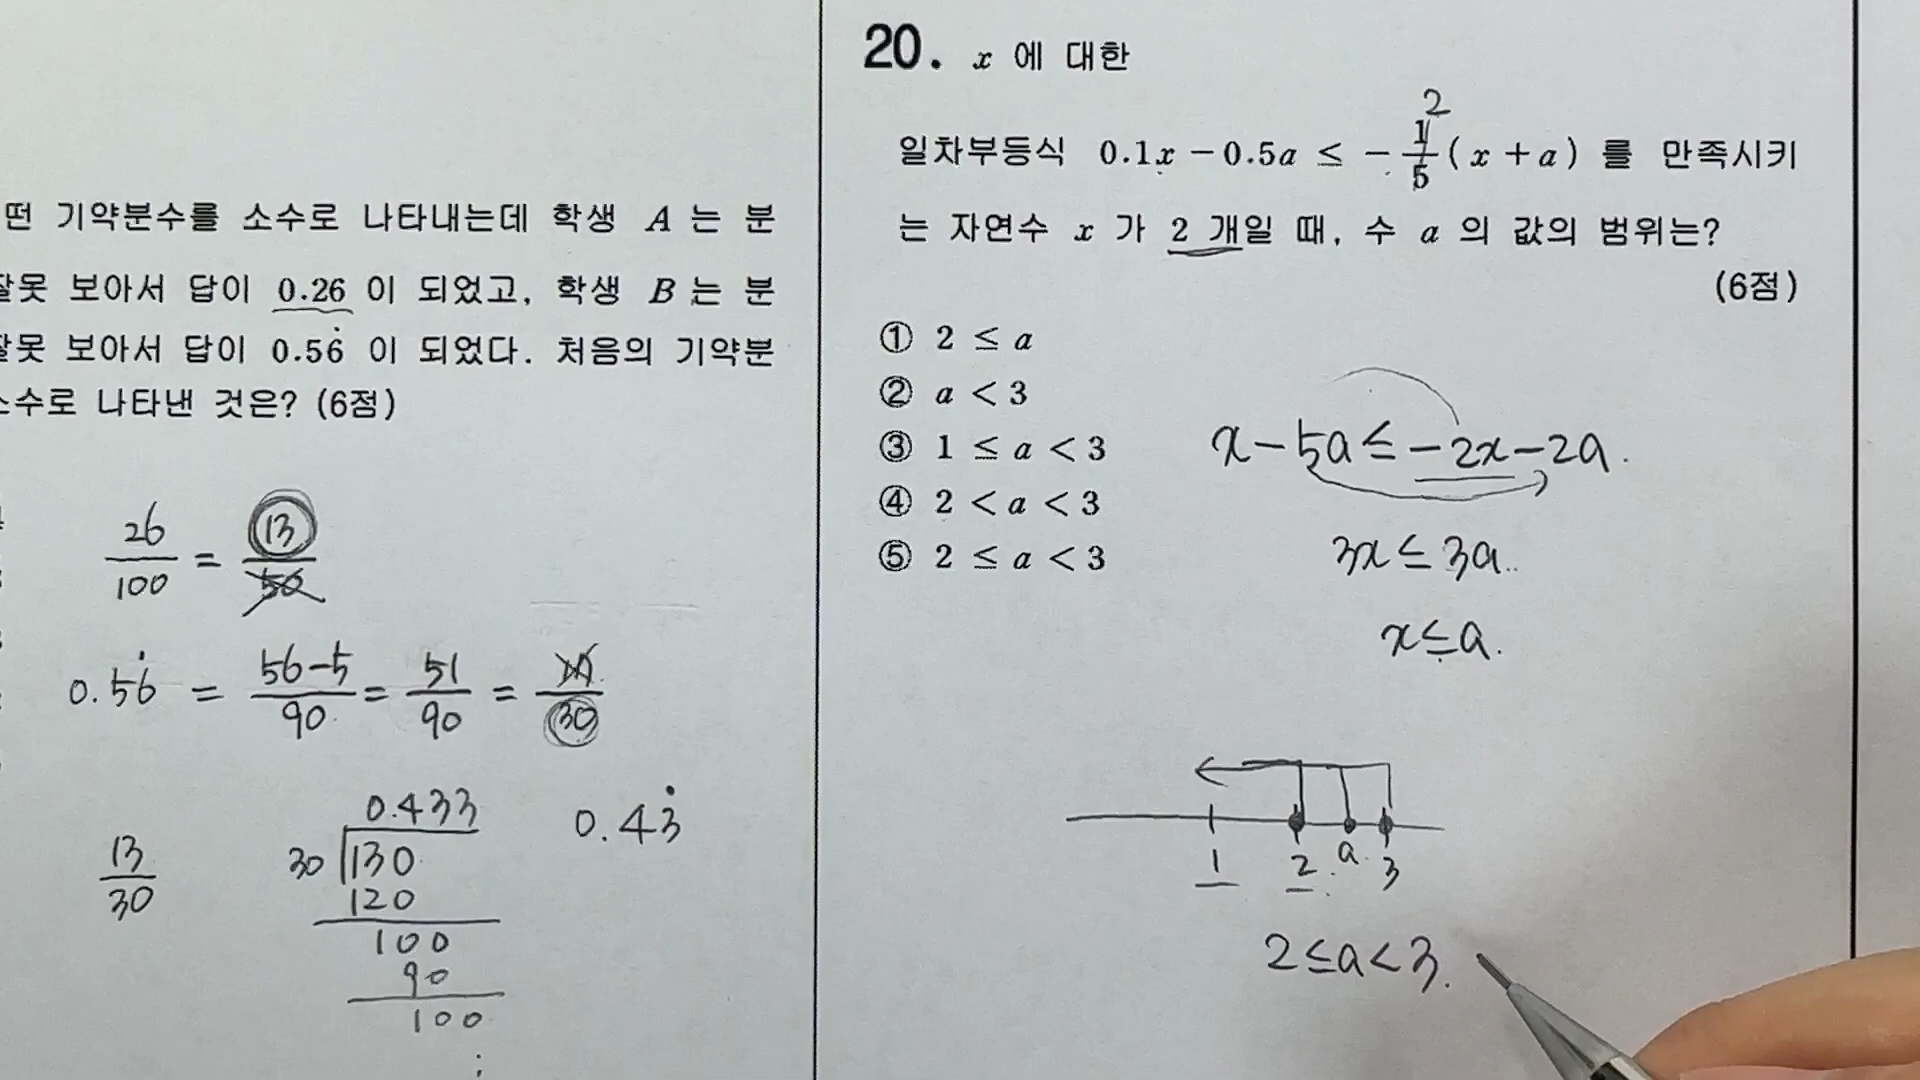 떤 기약분수를 소수로 나타내는데 학생 A 는 분
잘못 보아서 답이 0.26 이 되었고, 학생 B 는 분
잘못 보아서 답이 0.56̇ 이 되었다. 처음의 기약분
소수로 나타낸 것은? (6점)
26/100 = 13/50
0.56̇ = 56-5/90 = 51/90 = 17/30
13/30
0.433
30 130
120
100
90
100
⋮
0.43̇
20. x 에 대한
2
일차부등식 0.1x - 0.5a ≤ - 1/5 (x + a) 를 만족시키
는 자연수 x 가 2 개일 때, 수 a 의 값의 범위는?
(6점)
① 2 ≤ a
② a < 3
③ 1 ≤ a < 3
④ 2 < a < 3
⑤ 2 ≤ a < 3
x - 5a ≤ -2x - 2a.
3x ≤ 3a.
x ≤ a.
1 2 a 3
2 ≤ a < 3.